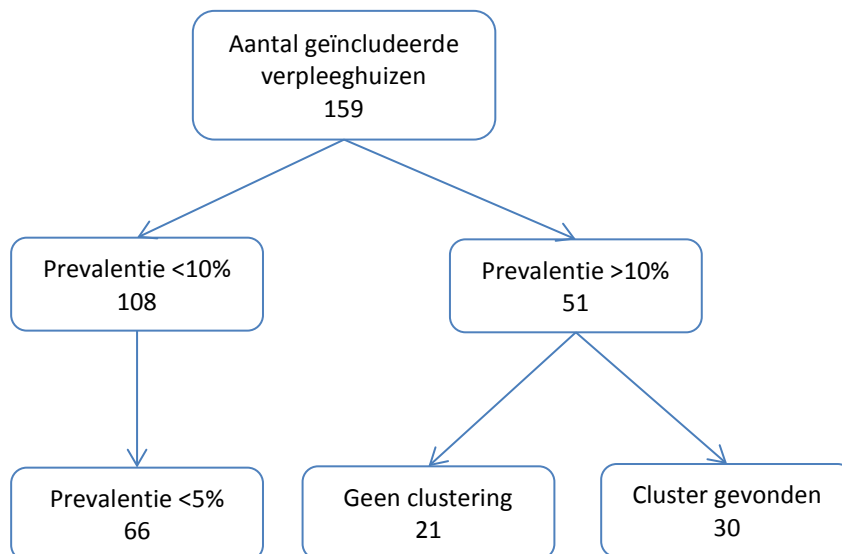 Aantal geïncludeerde
verpleeghuizen
159
Prevalentie <10%
108
Prevalentie >10%
51
Prevalentie <5%
66
Geen clustering
21
Cluster gevonden
30